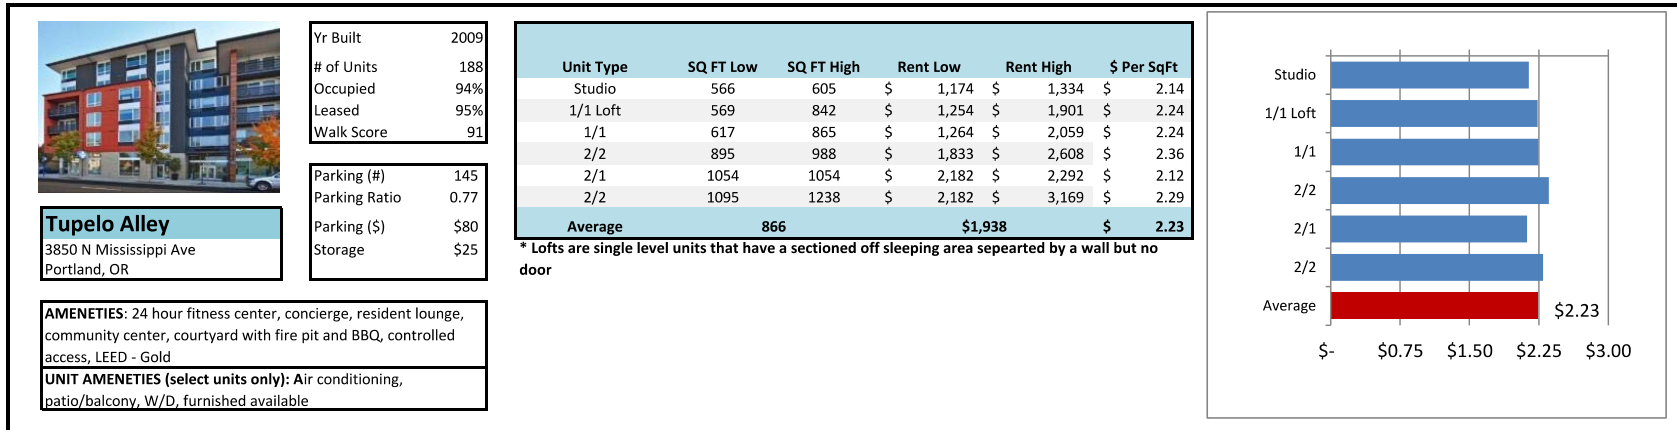 Yr Built 2009
# of Units 188
Occupied 94%
Leased 95%
Walk Score 91
Parking (#) 145
Parking Ratio 0.77
Parking ($) $80
Storage $25
Tupelo Alley
3850 N Mississippi Ave
Portland, OR
AMENETIES: 24 hour fitness center, concierge, resident lounge,
community center, courtyard with fire pit and BBQ, controlled
access, LEED - Gold
UNIT AMENETIES (select units only): Air conditioning,
patio/balcony, W/D, furnished available
Unit Type SQ FT Low SQ FT High Rent Low Rent High $ Per SqFt
Studio 566 605 $ 1,174 $ 1,334 $ 2.14
1/1 Loft 569 842 $ 1,254 $ 1,901 $ 2.24
1/1 617 865 $ 1,264 $ 2,059 $ 2.24
2/2 895 988 $ 1,833 $ 2,608 $ 2.36
2/1 1054 1054 $ 2,182 $ 2,292 $ 2.12
2/2 1095 1238 $ 2,182 $ 3,169 $ 2.29
Average 866 $1,938 $ 2.23
* Lofts are single level units that have a sectioned off sleeping area sepearted by a wall but no
door
Studio
1/1 Loft
1/1
2/2
2/1
2/2
Average $2.23
$- $0.75 $1.50 $2.25 $3.00